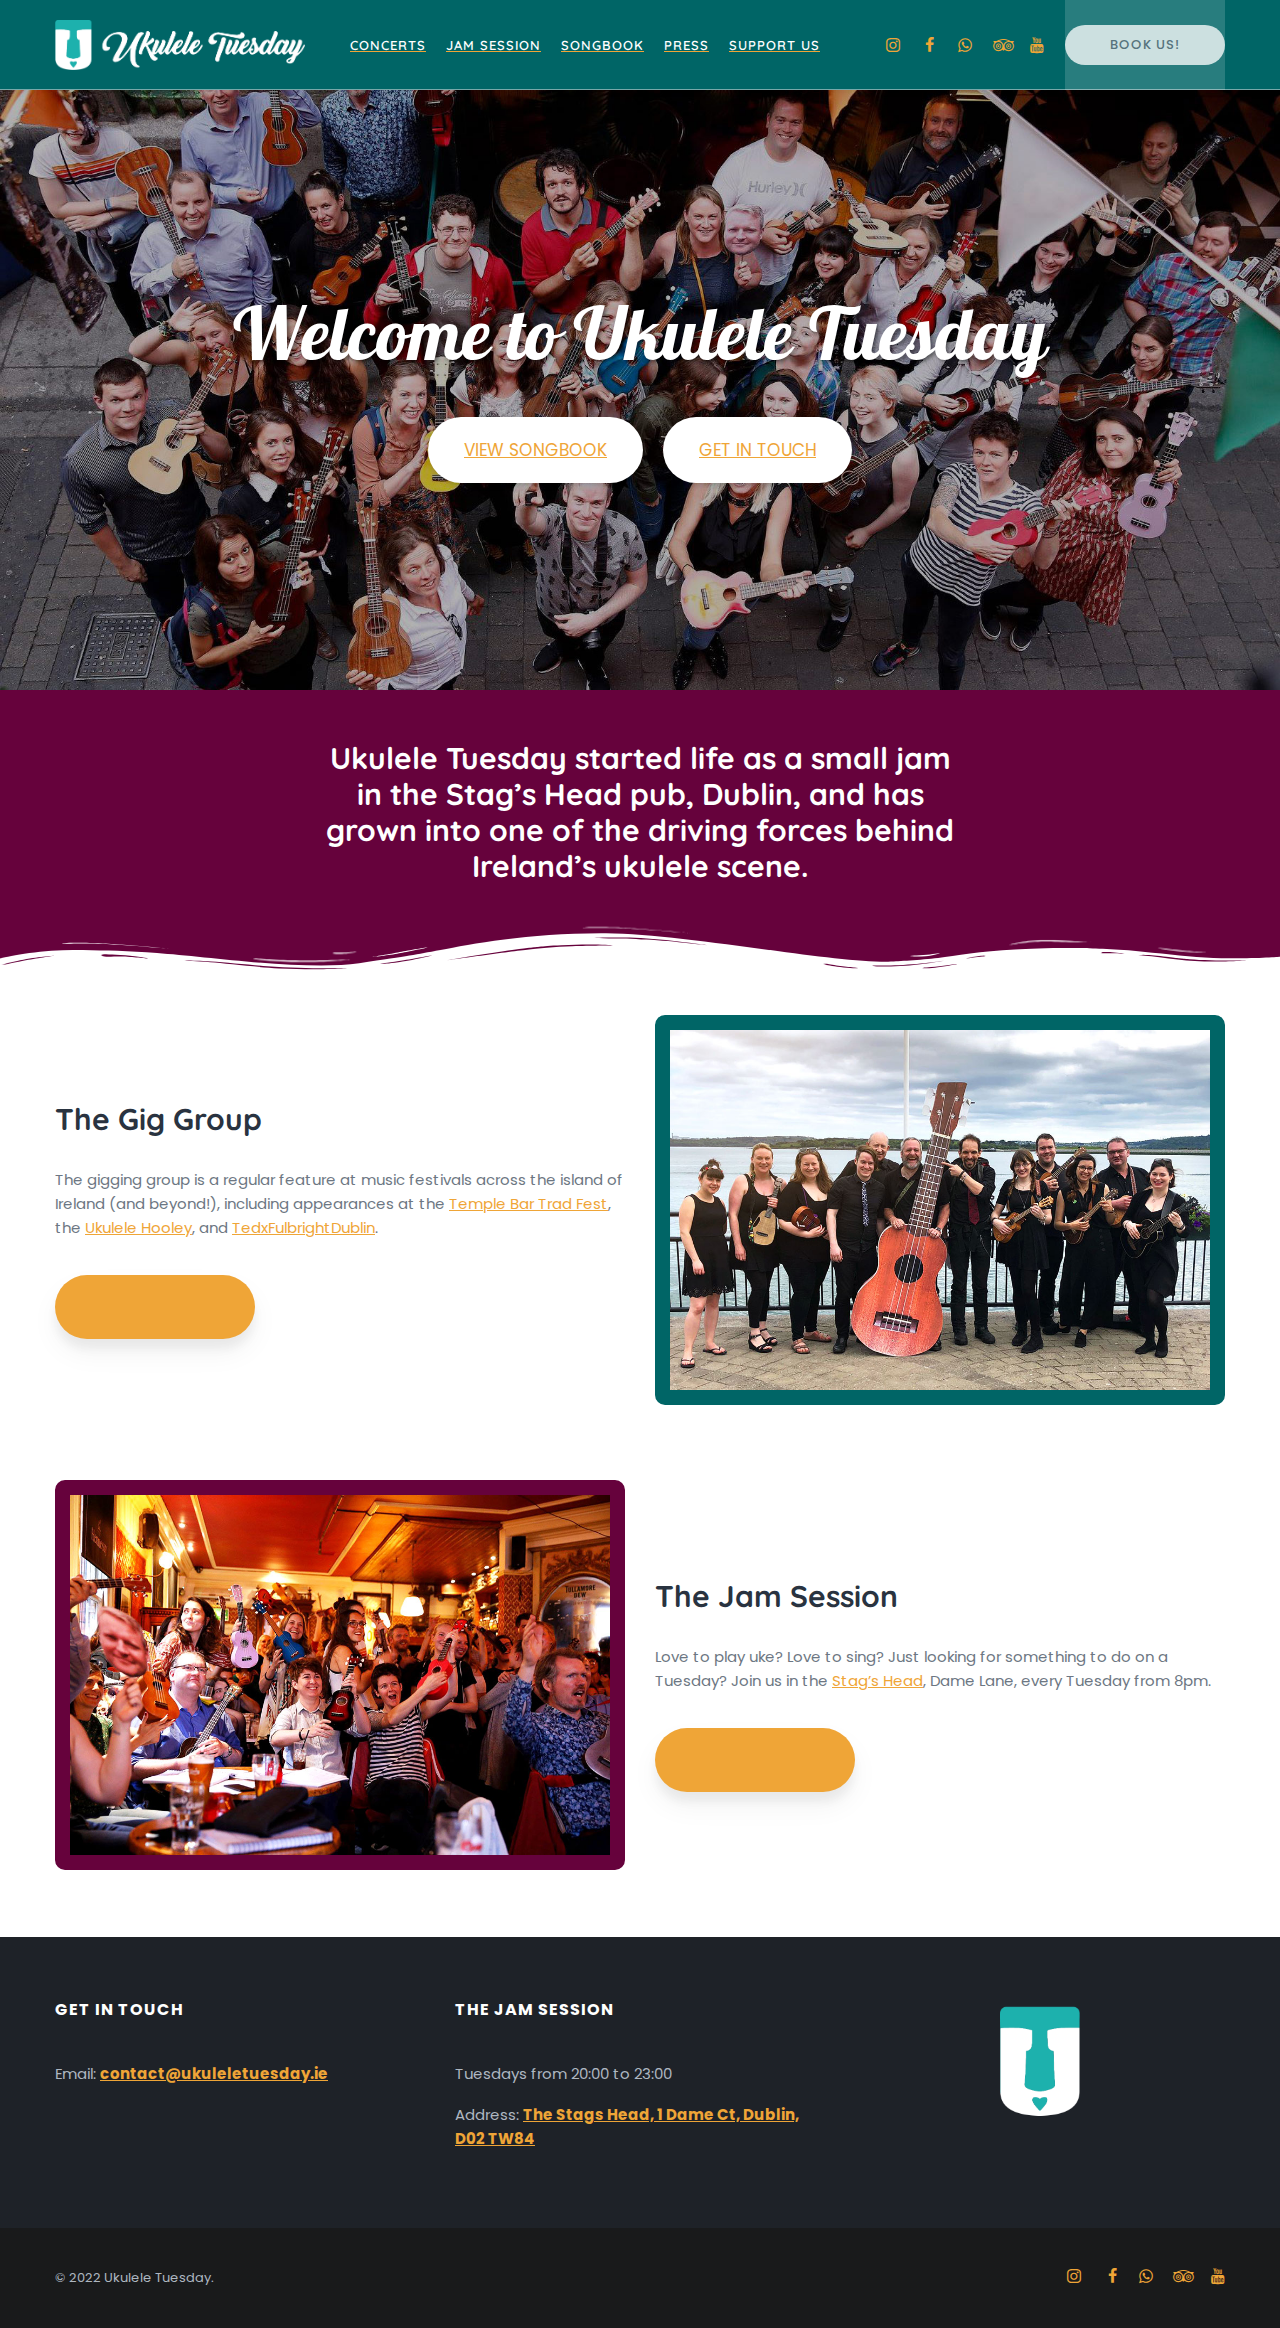 Ukulele Tuesday
CONCERTS JAM SESSION SONGBOOK PRESS SUPPORT US
BOOK US!
Hurley
Welcome to Ukulele Tuesday
VIEW SONGBOOK GET IN TOUCH
Ukulele Tuesday started life as a small jam
in the Stag’s Head pub, Dublin, and has
grown into one of the driving forces behind
Ireland’s ukulele scene.
The Gig Group
The gigging group is a regular feature at music festivals across the island of
Ireland (and beyond!), including appearances at the Temple Bar Trad Fest,
the Ukulele Hooley, and TedxFulbrightDublin.
TULLAMORE
DEW
The Jam Session
Love to play uke? Love to sing? Just looking for something to do on a
Tuesday? Join us in the Stag’s Head, Dame Lane, every Tuesday from 8pm.
GET IN TOUCH
Email: contact@ukuleletuesday.ie
THE JAM SESSION
Tuesdays from 20:00 to 23:00
Address: The Stags Head, 1 Dame Ct, Dublin,
D02 TW84
© 2022 Ukulele Tuesday.